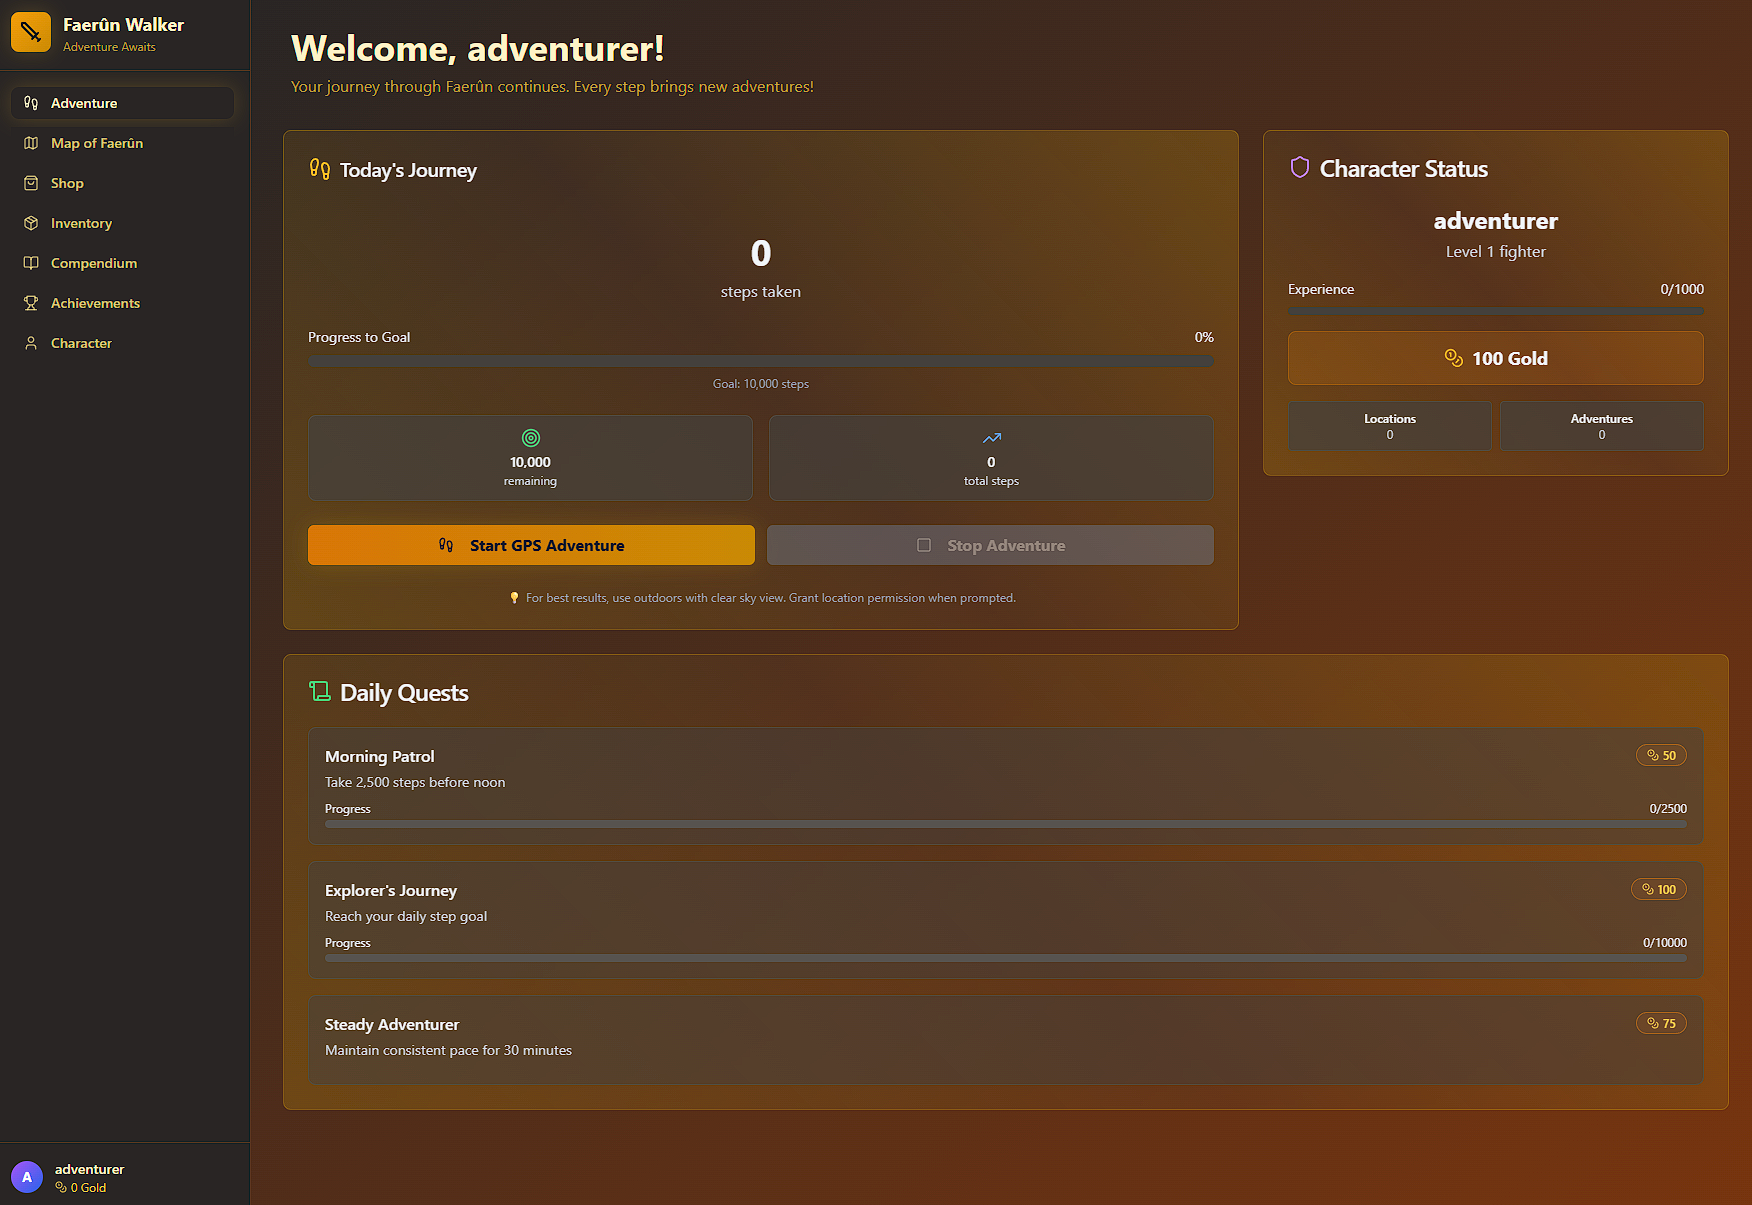 Faerûn Walker
Adventure Awaits
Adventure
Map of Faerûn
Shop
Inventory
Compendium
Achievements
Character
adventurer
0 Gold
A
Welcome, adventurer!
Your journey through Faerûn continues. Every step brings new adventures!
Today's Journey
0
steps taken
Progress to Goal 0%
Goal: 10,000 steps
10,000
remaining
0
total steps
Start GPS Adventure
Stop Adventure
For best results, use outdoors with clear sky view. Grant location permission when prompted.
Character Status
adventurer
Level 1 fighter
Experience 0/1000
100 Gold
Locations
0
Adventures
0
Daily Quests
Morning Patrol 50
Take 2,500 steps before noon
Progress 0/2500
Explorer's Journey 100
Reach your daily step goal
Progress 0/10000
Steady Adventurer 75
Maintain consistent pace for 30 minutes